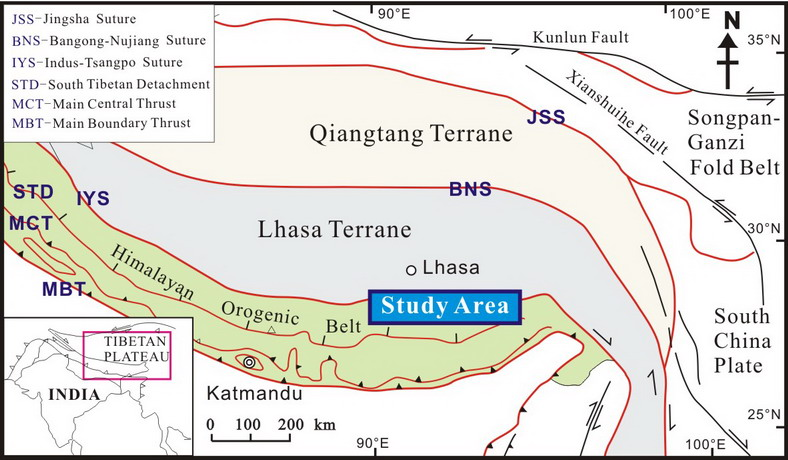 JSS-Jingsha Suture
BNS-Bangong-Nujiang Suture
IYS-Indus-Tsangpo Suture
STD-South Tibetan Detachment
MCT-Main Central Thrust
MBT-Main Boundary Thrust
90°E
100°E
N
35°N
Kunlun Fault
Xianshuihe Fault
Songpan-
Ganzi
Fold Belt
JSS
Qiangtang Terrane
BNS
STD
IYS
MCT
Lhasa Terrane
30°N
Lhasa
Himalayan
Orogenic
Belt
MBT
Study Area
South
China
Plate
TIBETAN
PLATEAU
INDIA
Katmandu
0 100 200 km
25°N
90°E
100°E